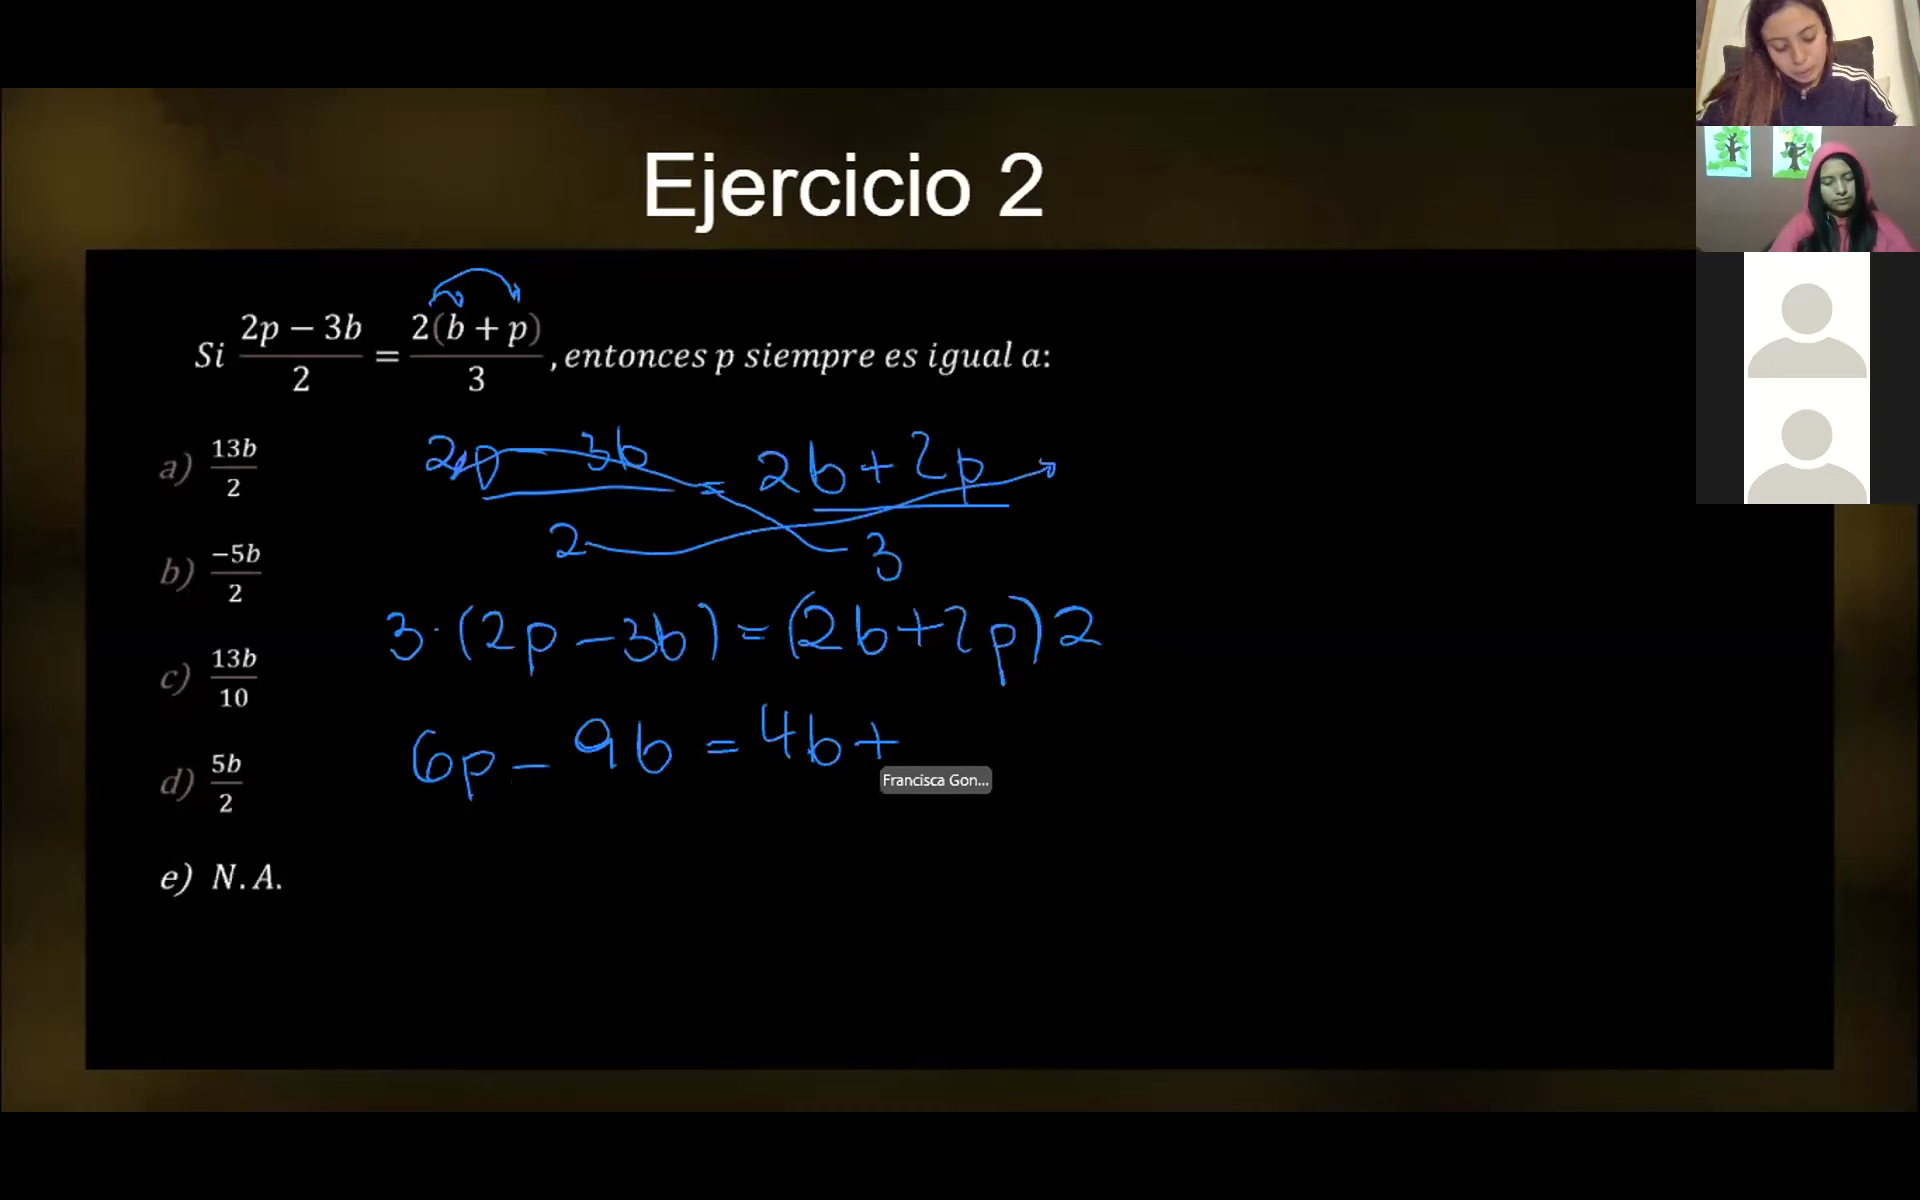 Ejercicio 2
Si (2p − 3b)/2 = 2(b + p)/3 , entonces p siempre es igual a:
a) 13b/2
b) −5b/2
c) 13b/10
d) 5b/2
e) N.A.
2p − 3b = 2b + 2p
2 3
3·(2p − 3b) = (2b + 2p)2
6p − 9b = 4b +
Francisca Gon...